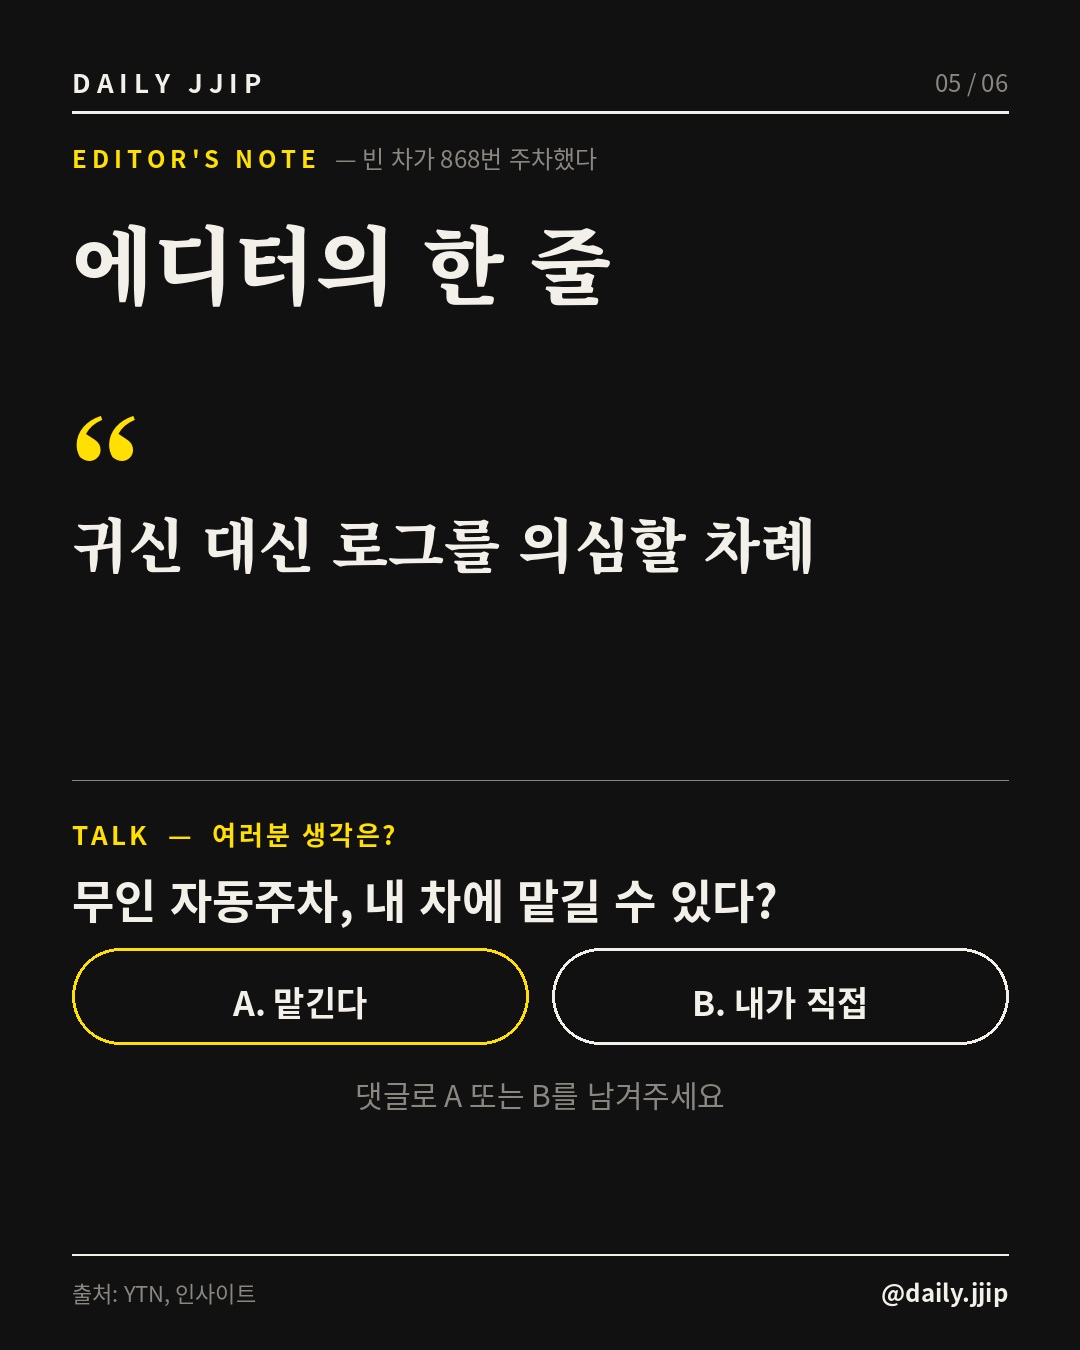 DAILY JJIP
05 / 06
EDITOR'S NOTE — 빈 차가 868번 주차했다
에디터의 한 줄
“
귀신 대신 로그를 의심할 차례
TALK — 여러분 생각은?
무인 자동주차, 내 차에 맡길 수 있다?
A. 맡긴다
B. 내가 직접
댓글로 A 또는 B를 남겨주세요
출처: YTN, 인사이트
@daily.jjip